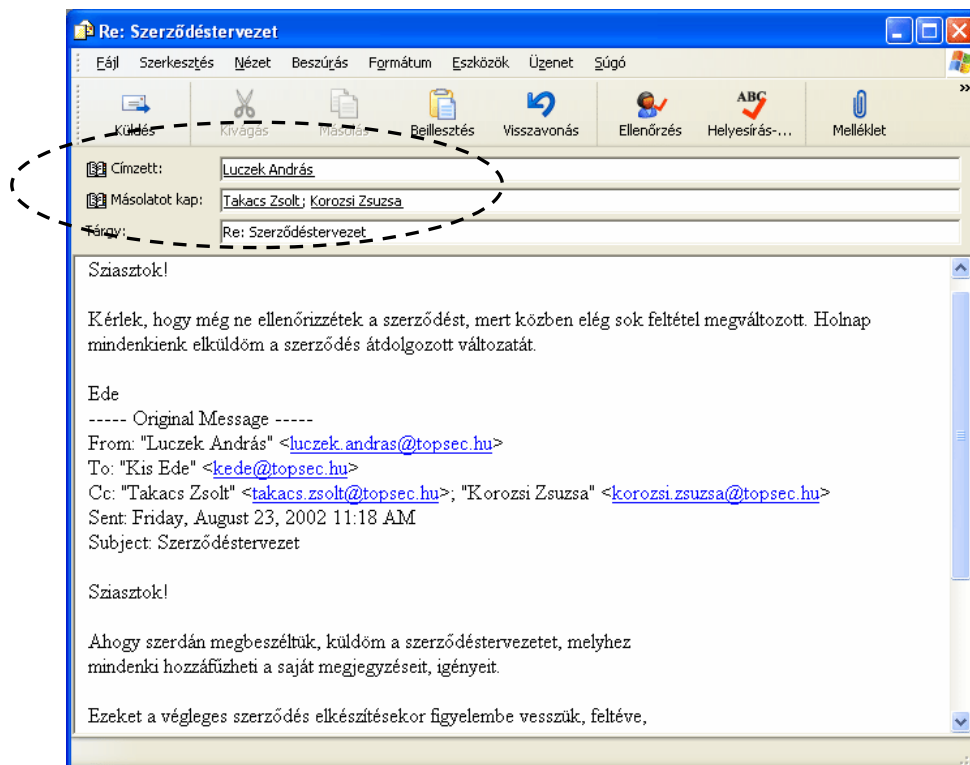 Re: Szerződéstervezet
Fájl Szerkesztés Nézet Beszúrás Formátum Eszközök Üzenet Súgó
Küldés Kivágás Másolás Beillesztés Visszavonás Ellenőrzés ABC Helyesírás-... Melléklet »
Címzett: Luczek András
Másolatot kap: Takacs Zsolt; Korozsi Zsuzsa
Tárgy: Re: Szerződéstervezet
Sziasztok!
Kérlek, hogy még ne ellenőrizzétek a szerződést, mert közben elég sok feltétel megváltozott. Holnap
mindenkienk elküldöm a szerződés átdolgozott változatát.
Ede
----- Original Message -----
From: "Luczek András" <luczek.andras@topsec.hu>
To: "Kis Ede" <kede@topsec.hu>
Cc: "Takacs Zsolt" <takacs.zsolt@topsec.hu>; "Korozsi Zsuzsa" <korozsi.zsuzsa@topsec.hu>
Sent: Friday, August 23, 2002 11:18 AM
Subject: Szerződéstervezet
Sziasztok!
Ahogy szerdán megbeszéltük, küldöm a szerződéstervezetet, melyhez
mindenki hozzáfűzheti a saját megjegyzéseit, igényeit.
Ezeket a végleges szerződés elkészítésekor figyelembe vesszük, feltéve,